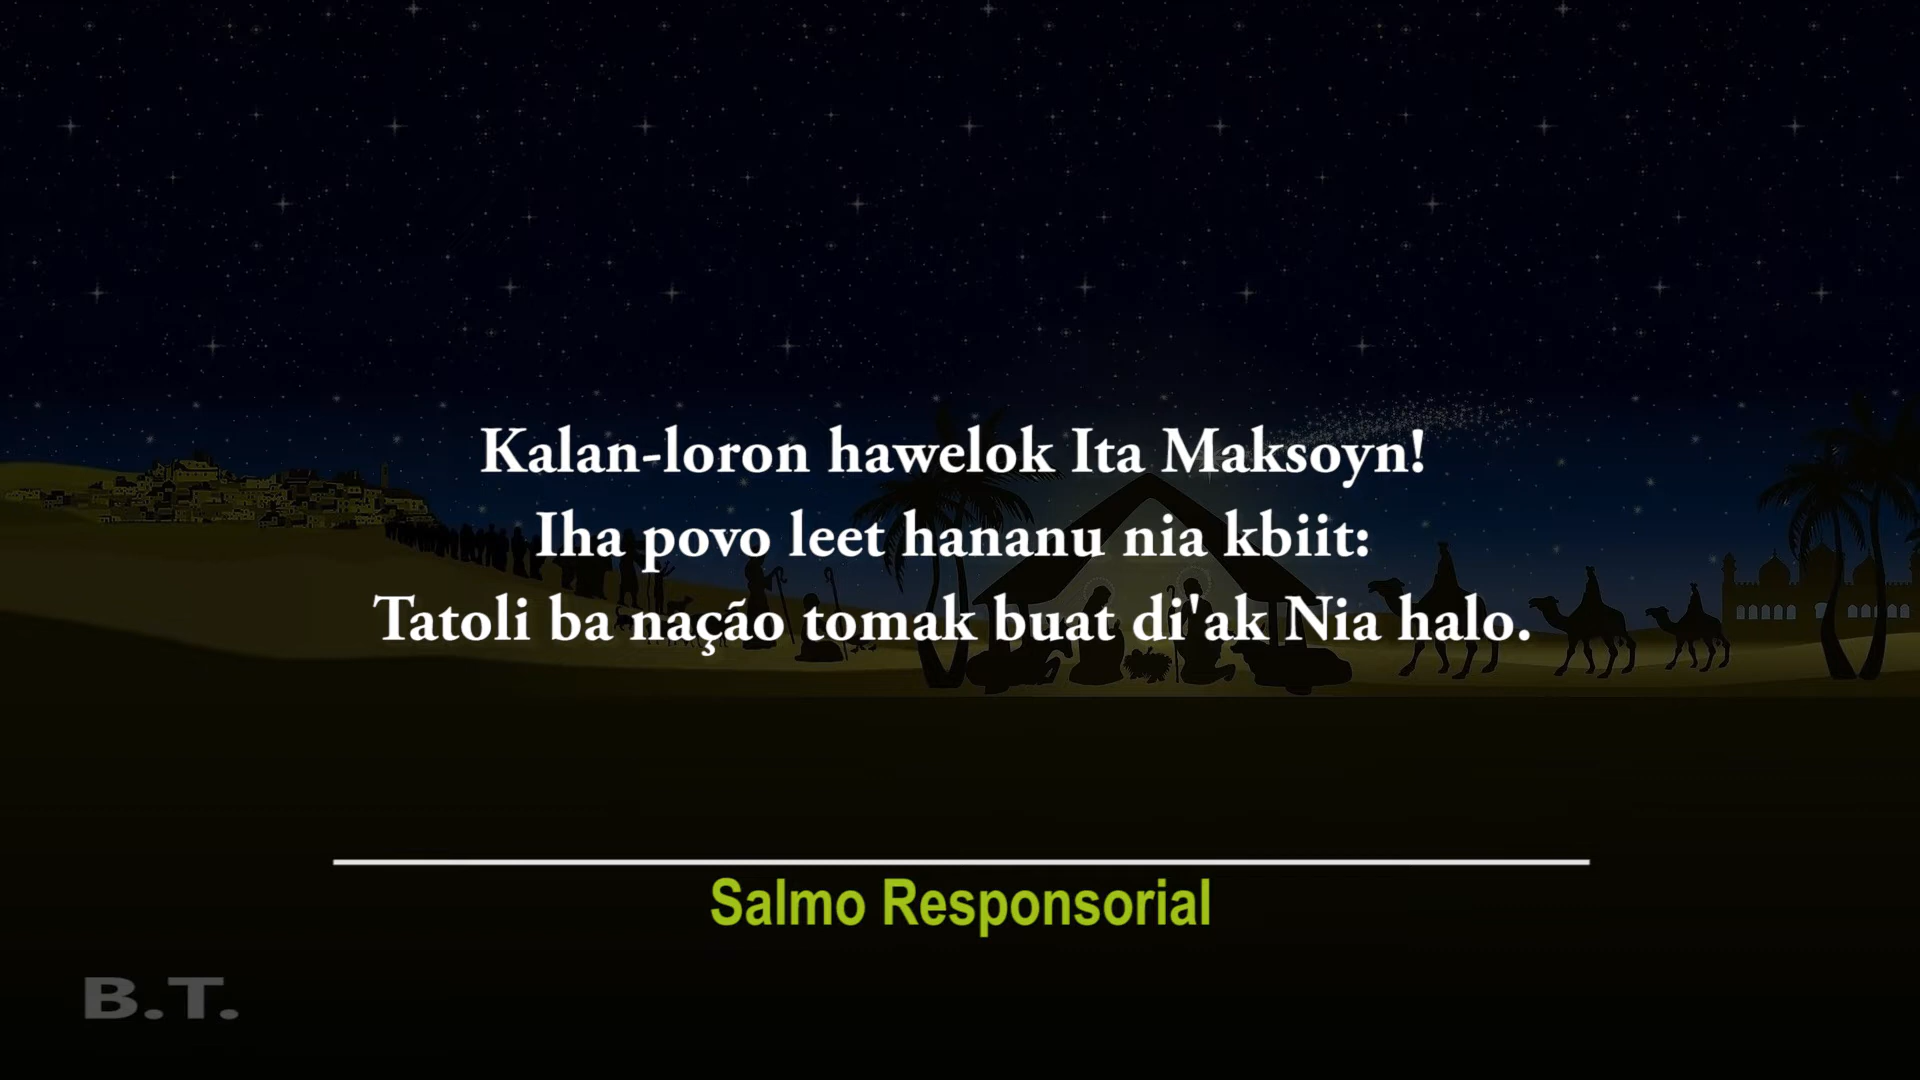 Kalan-loron hawelok Ita Maksoyn!
Iha povo leet hananu nia kbiit:
Tatoli ba nação tomak buat di'ak Nia halo.
Salmo Responsorial
B.T.